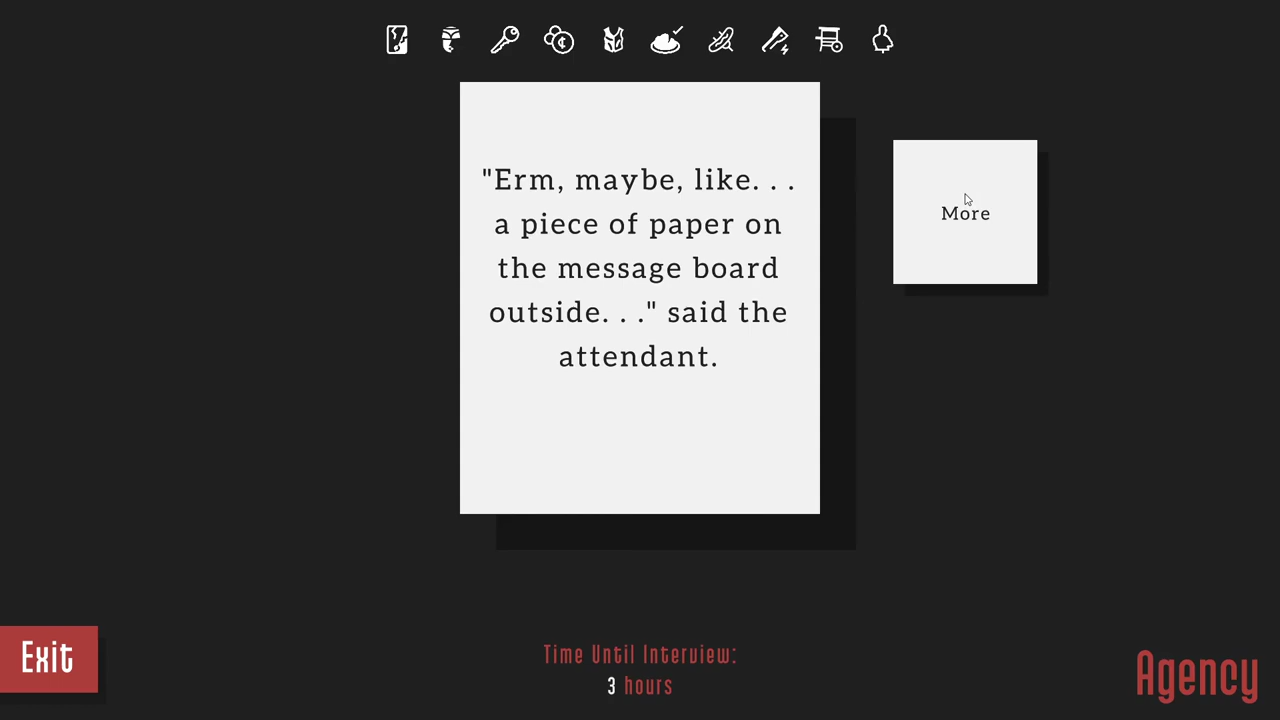 "Erm, maybe, like. . .
a piece of paper on
the message board
outside. . ." said the
attendant.
More
Exit
Time Until Interview:
3 hours
Agency